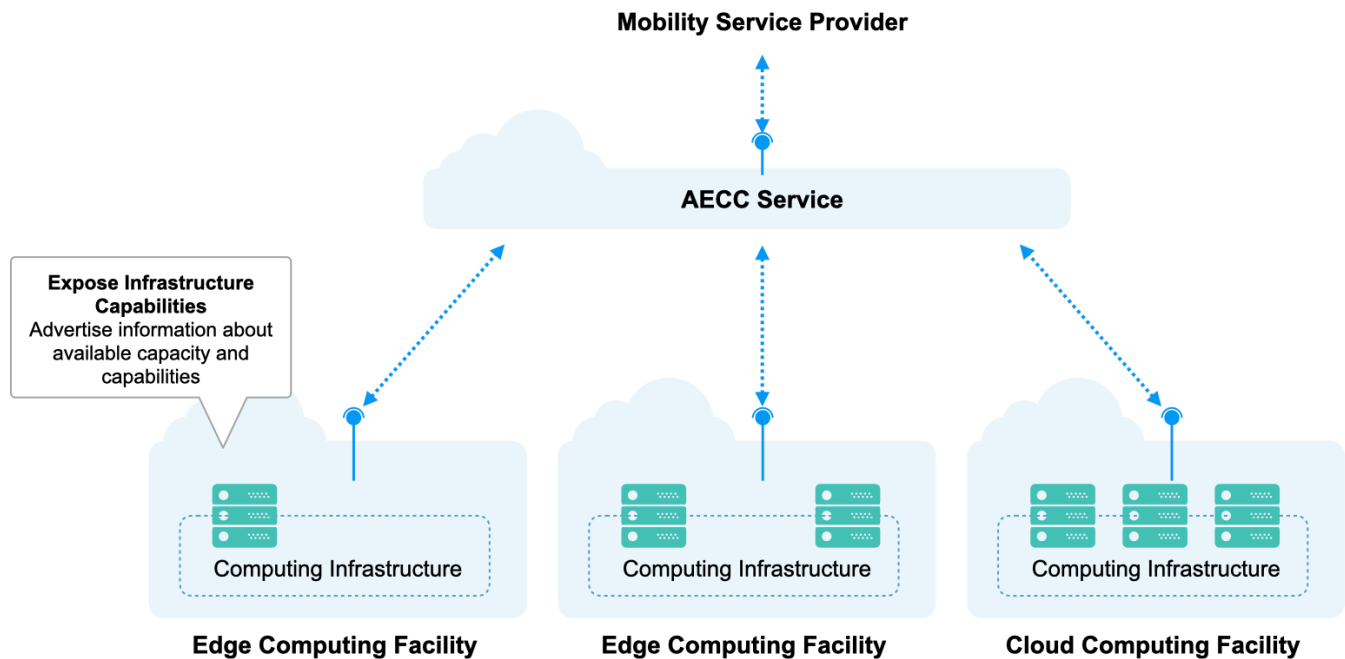 Mobility Service Provider
AECC Service
Expose Infrastructure
Capabilities
Advertise information about
available capacity and
capabilities
Computing Infrastructure
Computing Infrastructure
Computing Infrastructure
Edge Computing Facility
Edge Computing Facility
Cloud Computing Facility